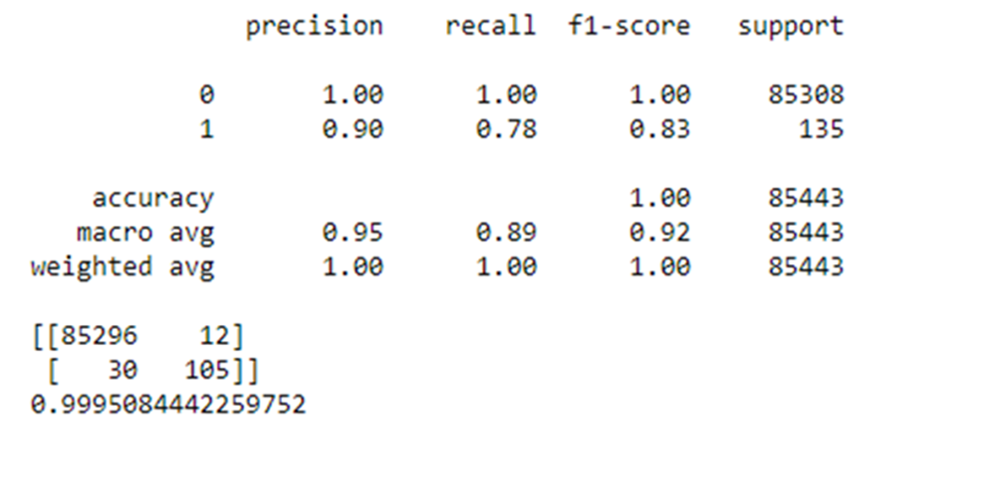 precision recall f1-score support
0 1.00 1.00 1.00 85308
1 0.90 0.78 0.83 135
accuracy 1.00 85443
macro avg 0.95 0.89 0.92 85443
weighted avg 1.00 1.00 1.00 85443
[[85296 12]
[ 30 105]]
0.9995084442259752